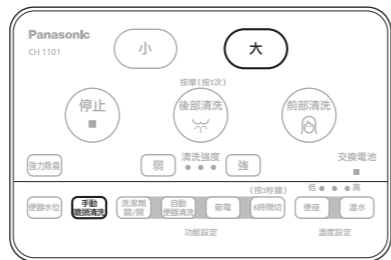 Panasonic
CH 1101
小
大
按摩(按2次)
停止
後部清洗
前部清洗
清洗強度
強力除臭
弱
強
交換電池
(按3秒鐘)
低 高
便器水位
手動
噴頭清洗
洗潔劑
關/開
自動
便器清洗
節電
8時間切
便座
溫水
功能設定
溫度設定